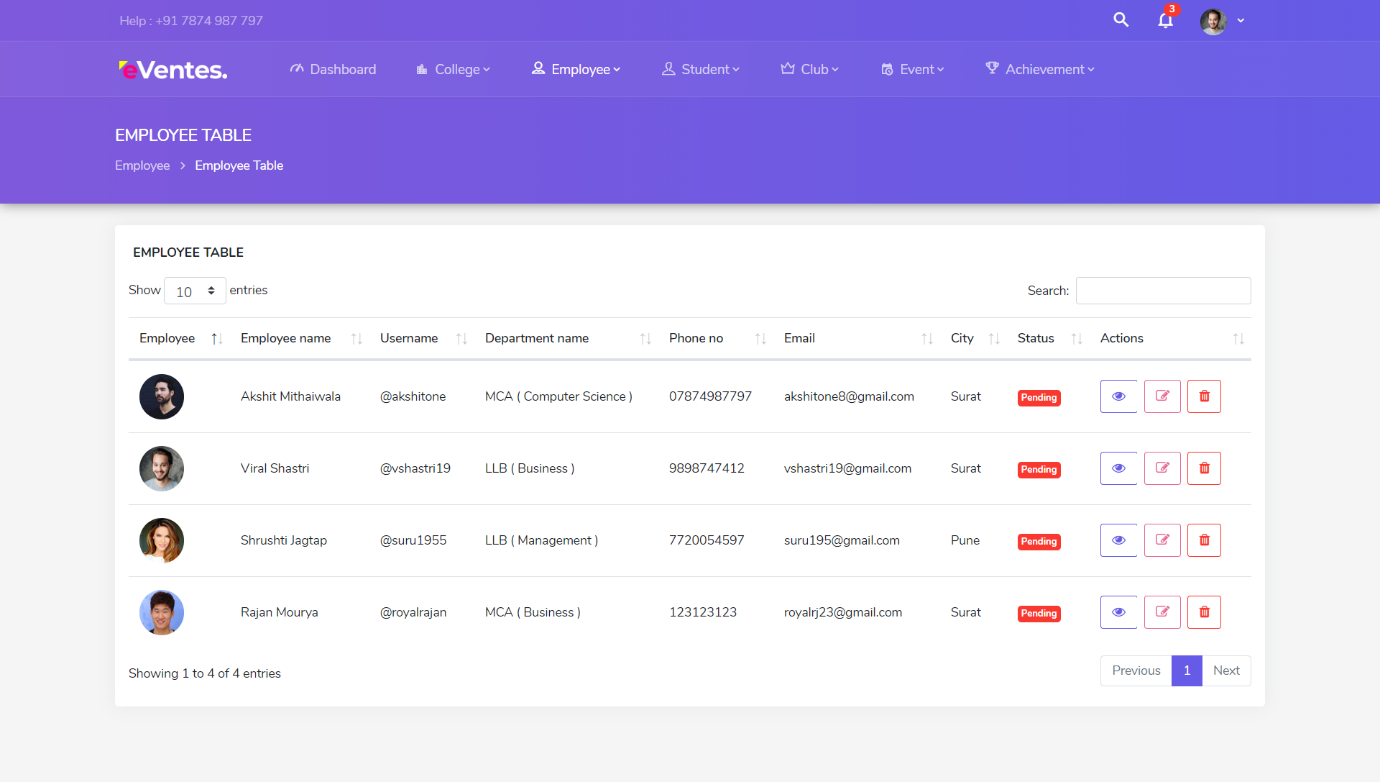 Help : +91 7874 987 797
3
eVentes.
Dashboard College Employee Student Club Event Achievement
EMPLOYEE TABLE
Employee > Employee Table
EMPLOYEE TABLE
Show 10 entries Search:
Employee Employee name Username Department name Phone no Email City Status Actions
Akshit Mithaiwala @akshitone MCA ( Computer Science ) 07874987797 akshitone8@gmail.com Surat Pending
Viral Shastri @vshastri19 LLB ( Business ) 9898747412 vshastri19@gmail.com Surat Pending
Shrushti Jagtap @suru1955 LLB ( Management ) 7720054597 suru195@gmail.com Pune Pending
Rajan Mourya @royalrajan MCA ( Business ) 123123123 royalrj23@gmail.com Surat Pending
Showing 1 to 4 of 4 entries Previous 1 Next